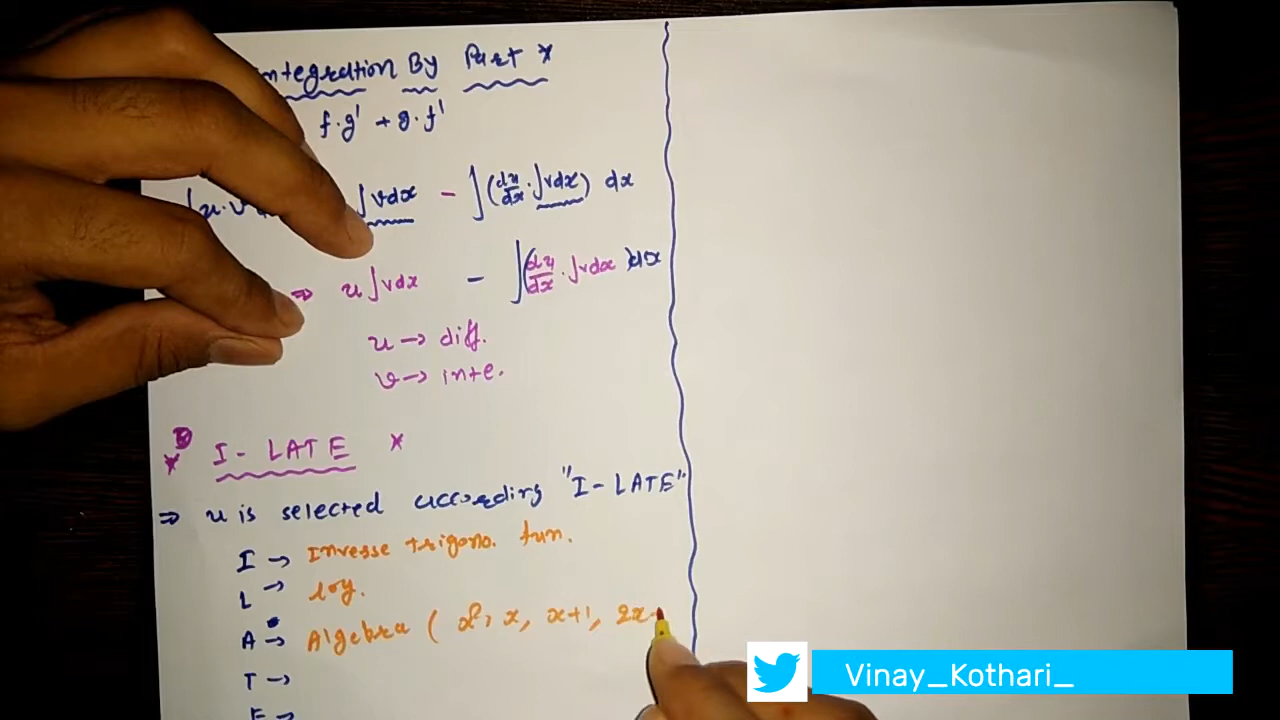 integration By Part *
f·g' + g·f'
∫u·v ∫vdx - ∫(du/dx · ∫vdx) dx
⇒ u∫vdx - ∫(du/dx · ∫vdx)dx
u → diff.
v → inte.
* I-LATE *
⇒ u is selected according "I-LATE"
I → Inverse trigono. fun.
L → log.
A → Algebra ( x, x+1, 2x
T →
E →
Vinay_Kothari_